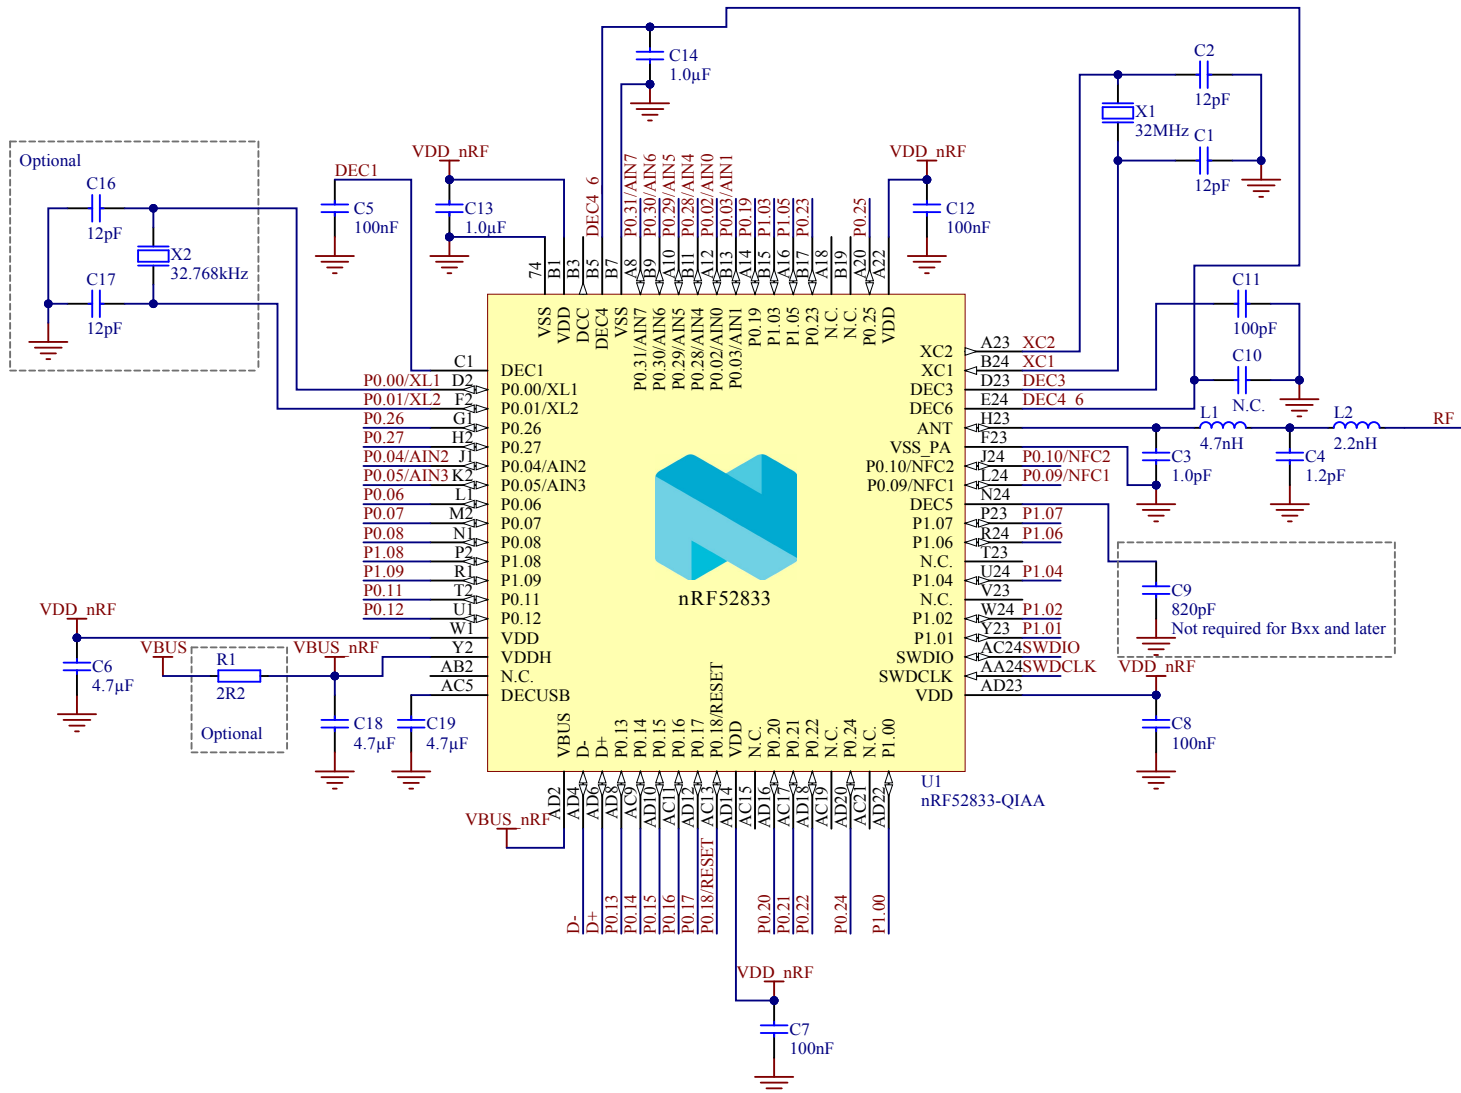 C14
1.0µF
C2
12pF
X1
32MHz
C1
12pF
Optional
C16
12pF
X2
32.768kHz
C17
12pF
DEC1
C5
100nF
VDD_nRF
C13
1.0µF
DEC4_6
P0.31/AIN7
P0.30/AIN6
P0.29/AIN5
P0.28/AIN4
P0.02/AIN0
P0.03/AIN1
P0.19
P1.03
P1.05
P0.23
P0.25
VDD_nRF
C12
100nF
74
B1
B3
B5
B7
A8
B9
A10
B11
A12
B13
A14
B15
A16
B17
A18
B19
A20
A22
VSS
VDD
DCC
DEC4
VSS
P0.31/AIN7
P0.30/AIN6
P0.29/AIN5
P0.28/AIN4
P0.02/AIN0
P0.03/AIN1
P0.19
P1.03
P1.05
P0.23
N.C.
N.C.
P0.25
VDD
C11
100pF
C10
N.C.
C1 DEC1
P0.00/XL1 D2 P0.00/XL1
P0.01/XL2 F2 P0.01/XL2
P0.26 G1 P0.26
P0.27 H2 P0.27
P0.04/AIN2 J1 P0.04/AIN2
P0.05/AIN3 K2 P0.05/AIN3
P0.06 L1 P0.06
P0.07 M2 P0.07
P0.08 N1 P0.08
P1.08 P2 P1.08
P1.09 R1 P1.09
P0.11 T2 P0.11
P0.12 U1 P0.12
W1 VDD
Y2 VDDH
AB2 N.C.
AC5 DECUSB
XC2 A23 XC2
XC1 B24 XC1
DEC3 D23 DEC3
DEC6 E24 DEC4_6
ANT H23
VSS_PA F23
P0.10/NFC2 J24 P0.10/NFC2
P0.09/NFC1 L24 P0.09/NFC1
DEC5 N24
P1.07 P23 P1.07
P1.06 R24 P1.06
N.C. T23
P1.04 U24 P1.04
N.C. V23
P1.02 W24 P1.02
P1.01 Y23 P1.01
SWDIO AC24 SWDIO
SWDCLK AA24 SWDCLK
VDD AD23
L1
4.7nH
L2
2.2nH
RF
C3
1.0pF
C4
1.2pF
C9
820pF
Not required for Bxx and later
VDD_nRF
C8
100nF
nRF52833
VDD_nRF
C6
4.7µF
VBUS
R1
2R2
Optional
VBUS_nRF
C18
4.7µF
C19
4.7µF
VBUS
D-
D+
P0.13
P0.14
P0.15
P0.16
P0.17
P0.18/RESET
VDD
N.C.
P0.20
P0.21
P0.22
N.C.
P0.24
N.C.
P1.00
U1
nRF52833-QIAA
AD2
AD4
AD6
AD8
AC9
AD10
AC11
AD12
AC13
AD14
AC15
AD16
AC17
AD18
AC19
AD20
AC21
AD22
VBUS_nRF
D-
D+
P0.13
P0.14
P0.15
P0.16
P0.17
P0.18/RESET
P0.20
P0.21
P0.22
P0.24
P1.00
VDD_nRF
C7
100nF